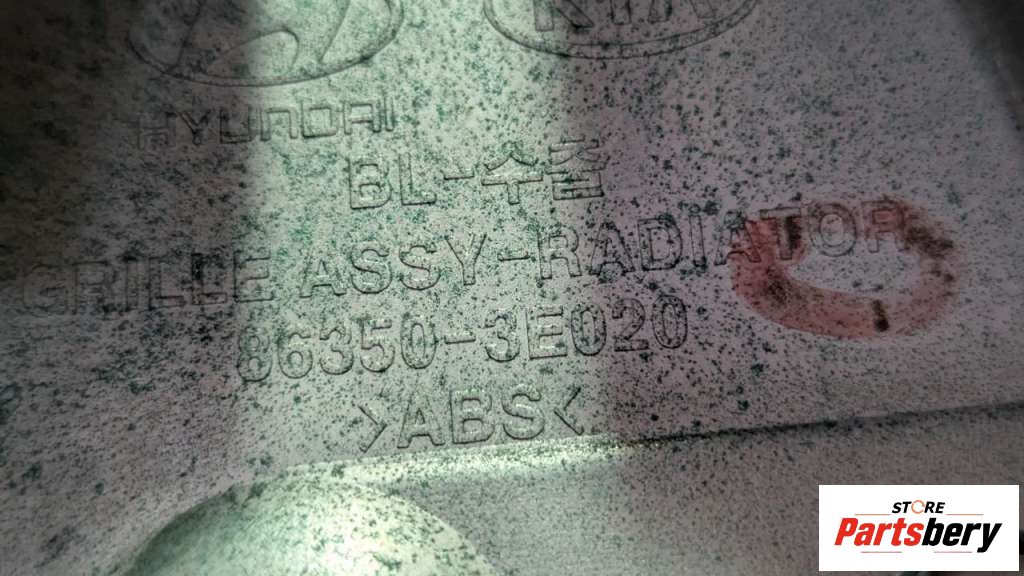 KIA
HYUNDAI
BL-수출
GRILLE ASSY-RADIATOR
86350-3E020
>ABS<
STORE
Partsbery